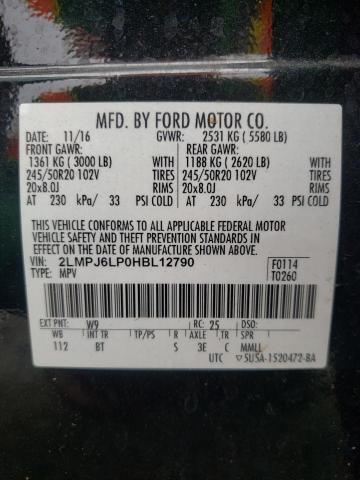 MFD. BY FORD MOTOR CO.
DATE: 11/16 GVWR: 2531 KG ( 5580 LB)
FRONT GAWR: REAR GAWR:
1361 KG ( 3000 LB) 1188 KG ( 2620 LB)
245/50R20 102V TIRES 245/50R20 102V TIRES
20x8.0J RIMS 20x8.0J RIMS
AT 230 kPa/ 33 PSI COLD AT 230 kPa/ 33 PSI COLD
THIS VEHICLE CONFORMS TO ALL APPLICABLE FEDERAL MOTOR
VEHICLE SAFETY AND THEFT PREVENTION STANDARDS IN
EFFECT ON THE DATE OF MANUFACTURE SHOWN ABOVE.
VIN: 2LMPJ6LP0HBL12790 F0114
TYPE: MPV T0260
EXT PNT: W9 RC: 25 DSO:
WB INT TR TP/PS R AXLE TR SPR
112 BT S 3E C MMLL
UTC ▽5USA-1520472-BA